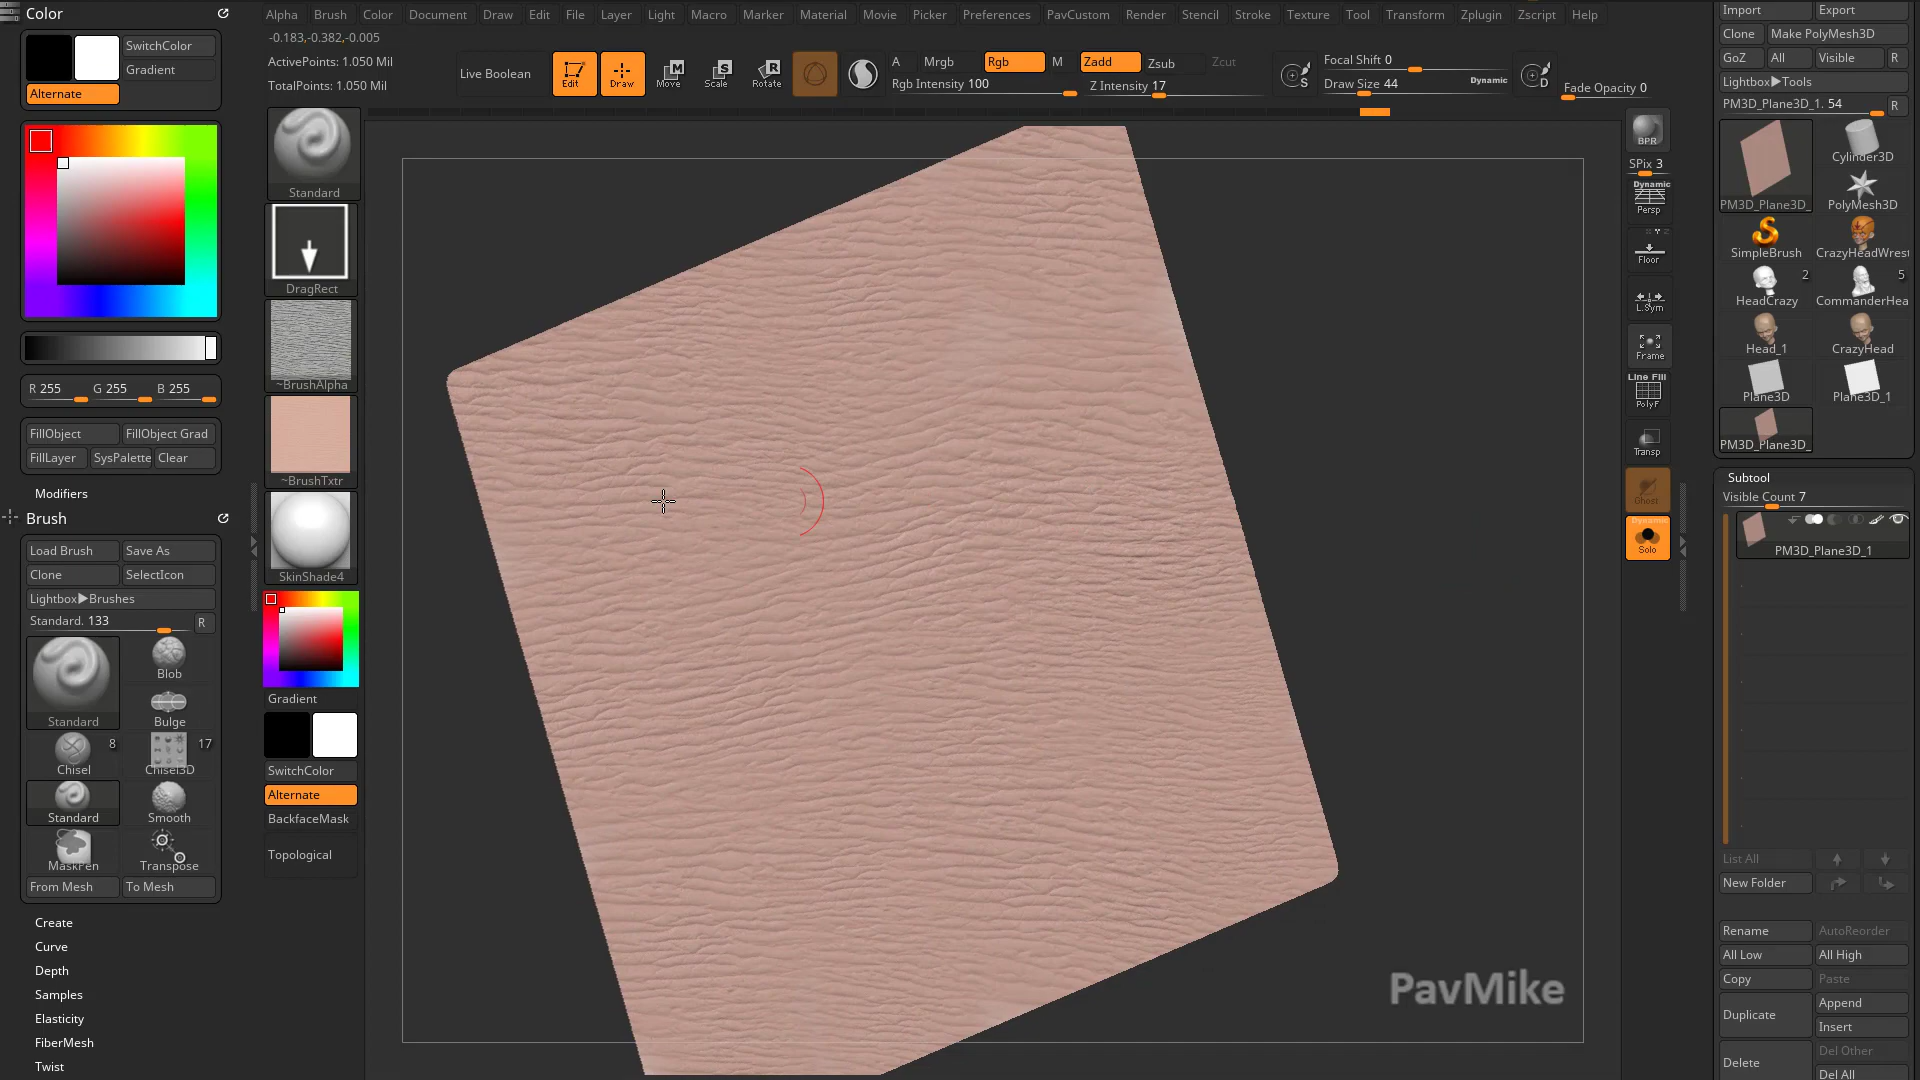 Color
SwitchColor
Gradient
Alternate
R 255 G 255 B 255
FillObject FillObject Grad
FillLayer SysPalette Clear
Modifiers
Brush
Load Brush Save As
Clone SelectIcon
Lightbox▶Brushes
Standard. 133 R
Standard
Blob
Bulge
Chisel 8
Chisel3D 17
Standard Smooth
MaskPen Transpose
From Mesh To Mesh
Create
Curve
Depth
Samples
Elasticity
FiberMesh
Twist
Alpha Brush Color Document Draw Edit File Layer Light Macro Marker Material Movie Picker Preferences PavCustom Render Stencil Stroke Texture Tool Transform Zplugin Zscript Help
-0.183,-0.382,-0.005
ActivePoints: 1.050 Mil
TotalPoints: 1.050 Mil
Live Boolean
Edit Draw Move Scale Rotate
M S R
A Mrgb Rgb M Zadd Zsub Zcut
Rgb Intensity 100 Z Intensity 17
S
Focal Shift 0
Draw Size 44 Dynamic
D
Fade Opacity 0
Standard
DragRect
~BrushAlpha
~BrushTxtr
SkinShade4
Gradient
SwitchColor
Alternate
BackfaceMask
Topological
PavMike
BPR
SPix 3
Dynamic
Persp
Floor
L.Sym
Frame
Line Fill
PolyF
Transp
Ghost
Dynamic
Solo
Import Export
Clone Make PolyMesh3D
GoZ All Visible R
Lightbox▶Tools
PM3D_Plane3D_1. 54 R
PM3D_Plane3D_
Cylinder3D
PolyMesh3D
SimpleBrush CrazyHeadWrest
HeadCrazy 2
CommanderHea 5
Head_1 CrazyHead
Plane3D Plane3D_1
PM3D_Plane3D_
Subtool
Visible Count 7
PM3D_Plane3D_1
List All
New Folder
Rename AutoReorder
All Low All High
Copy Paste
Duplicate Append
Insert
Delete Del Other
Del All